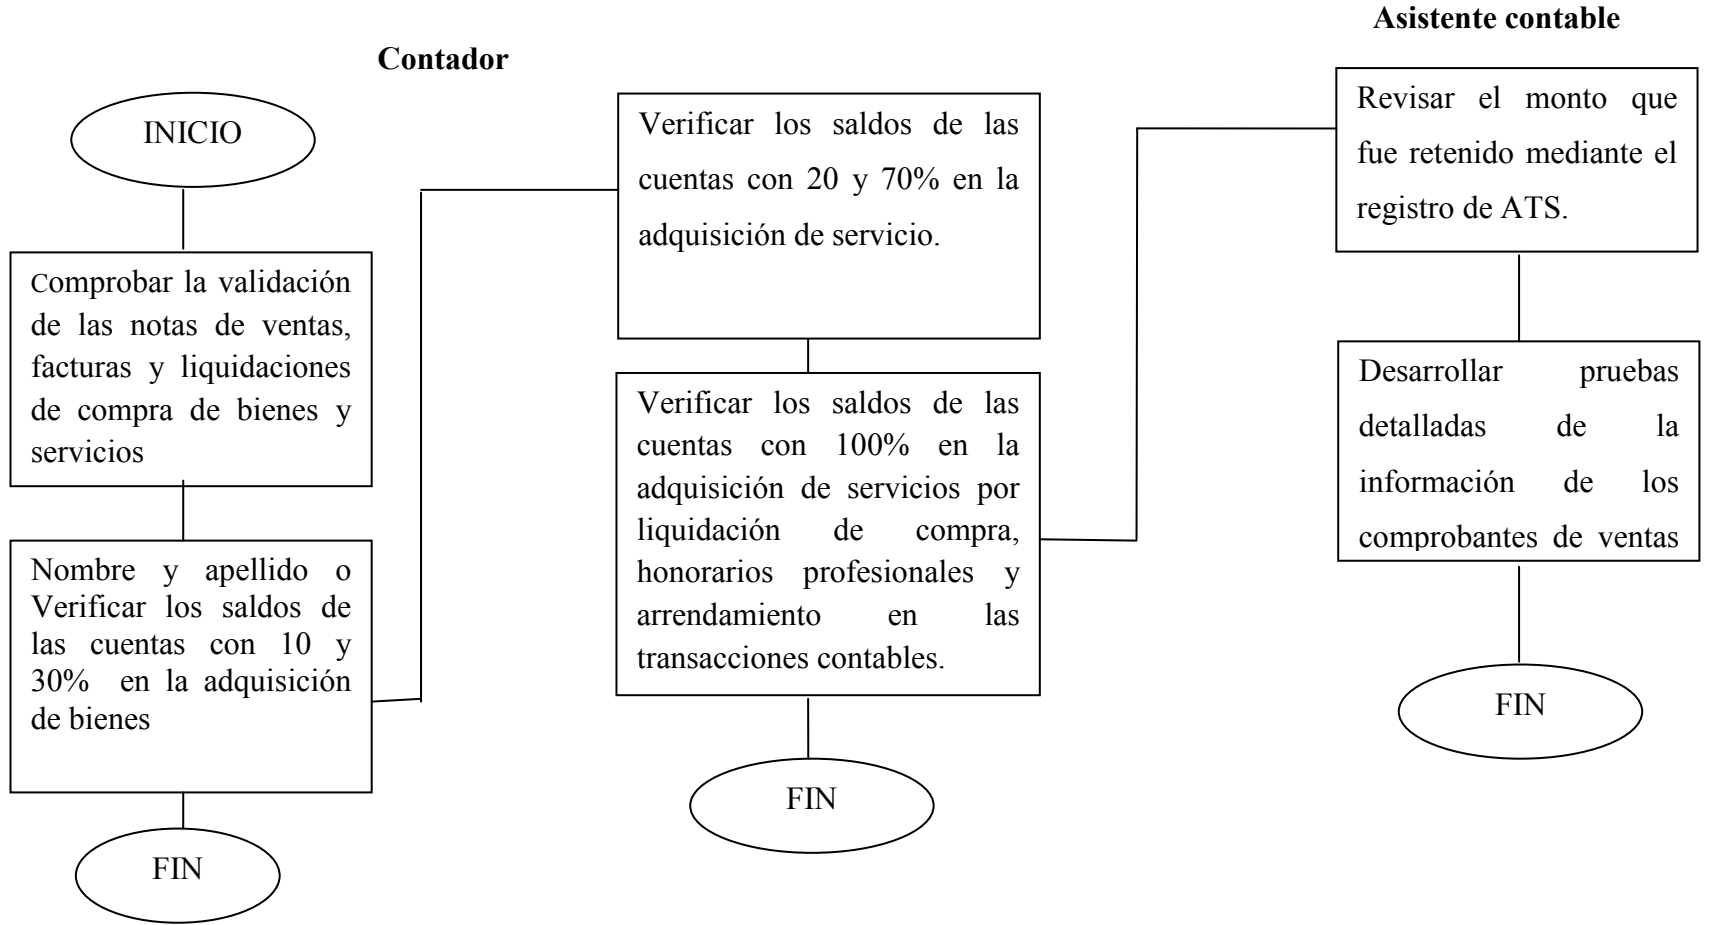 Contador
INICIO
Comprobar la validación
de las notas de ventas,
facturas y liquidaciones
de compra de bienes y
servicios
Nombre y apellido o
Verificar los saldos de
las cuentas con 10 y
30% en la adquisición
de bienes
FIN
Verificar los saldos de las
cuentas con 20 y 70% en la
adquisición de servicio.
Verificar los saldos de las
cuentas con 100% en la
adquisición de servicios por
liquidación de compra,
honorarios profesionales y
arrendamiento en las
transacciones contables.
FIN
Asistente contable
Revisar el monto que
fue retenido mediante el
registro de ATS.
Desarrollar pruebas
detalladas de la
información de los
comprobantes de ventas
FIN